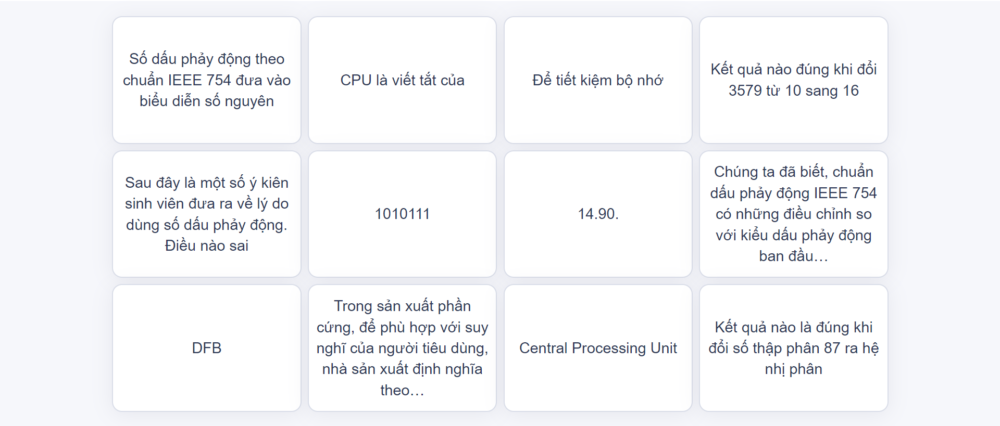 Số dấu phảy động theo
chuẩn IEEE 754 đưa vào
biểu diễn số nguyên
CPU là viết tắt của
Để tiết kiệm bộ nhớ
Kết quả nào đúng khi đổi
3579 từ 10 sang 16
Sau đây là một số ý kiên
sinh viên đưa ra về lý do
dùng số dấu phảy động.
Điều nào sai
1010111
14.90.
Chúng ta đã biết, chuẩn
dấu phảy động IEEE 754
có những điều chỉnh so
với kiểu dấu phảy động
ban đầu…
DFB
Trong sản xuất phần
cứng, để phù hợp với suy
nghĩ của người tiêu dùng,
nhà sản xuất định nghĩa
theo…
Central Processing Unit
Kết quả nào là đúng khi
đổi số thập phân 87 ra hệ
nhị phân